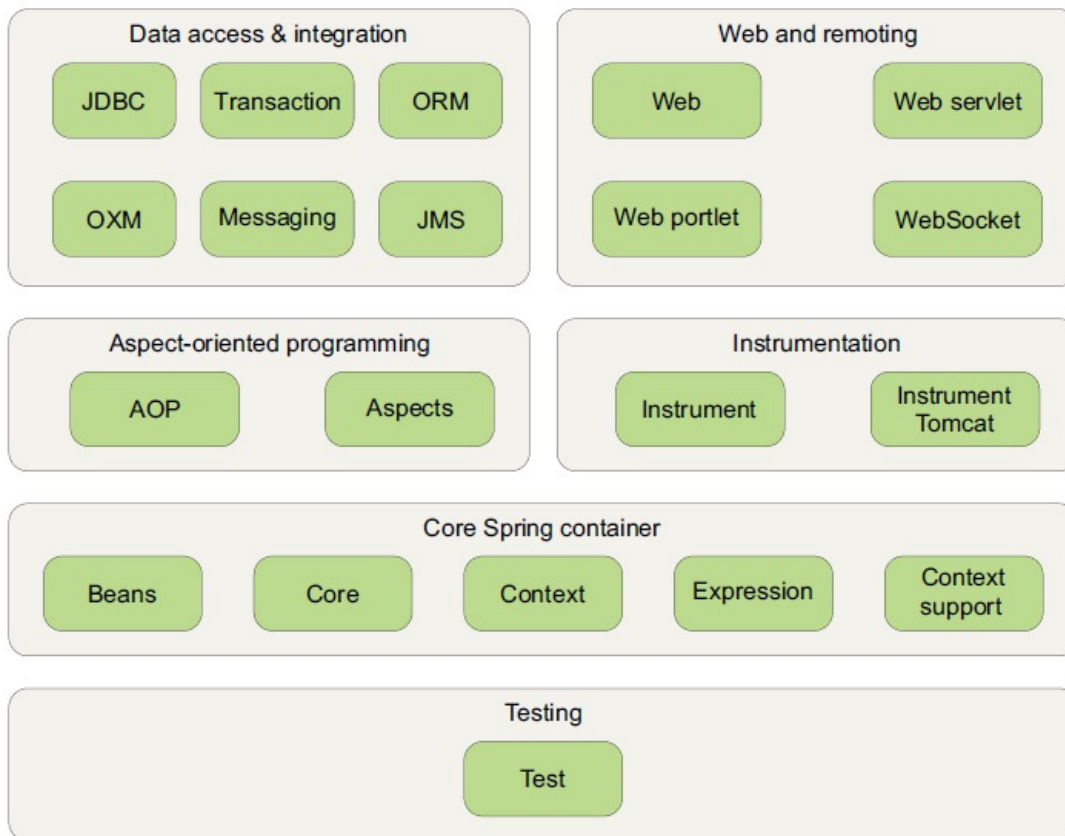 Data access & integration
JDBC
Transaction
ORM
OXM
Messaging
JMS
Web and remoting
Web
Web servlet
Web portlet
WebSocket
Aspect-oriented programming
AOP
Aspects
Instrumentation
Instrument
Instrument
Tomcat
Core Spring container
Beans
Core
Context
Expression
Context
support
Testing
Test